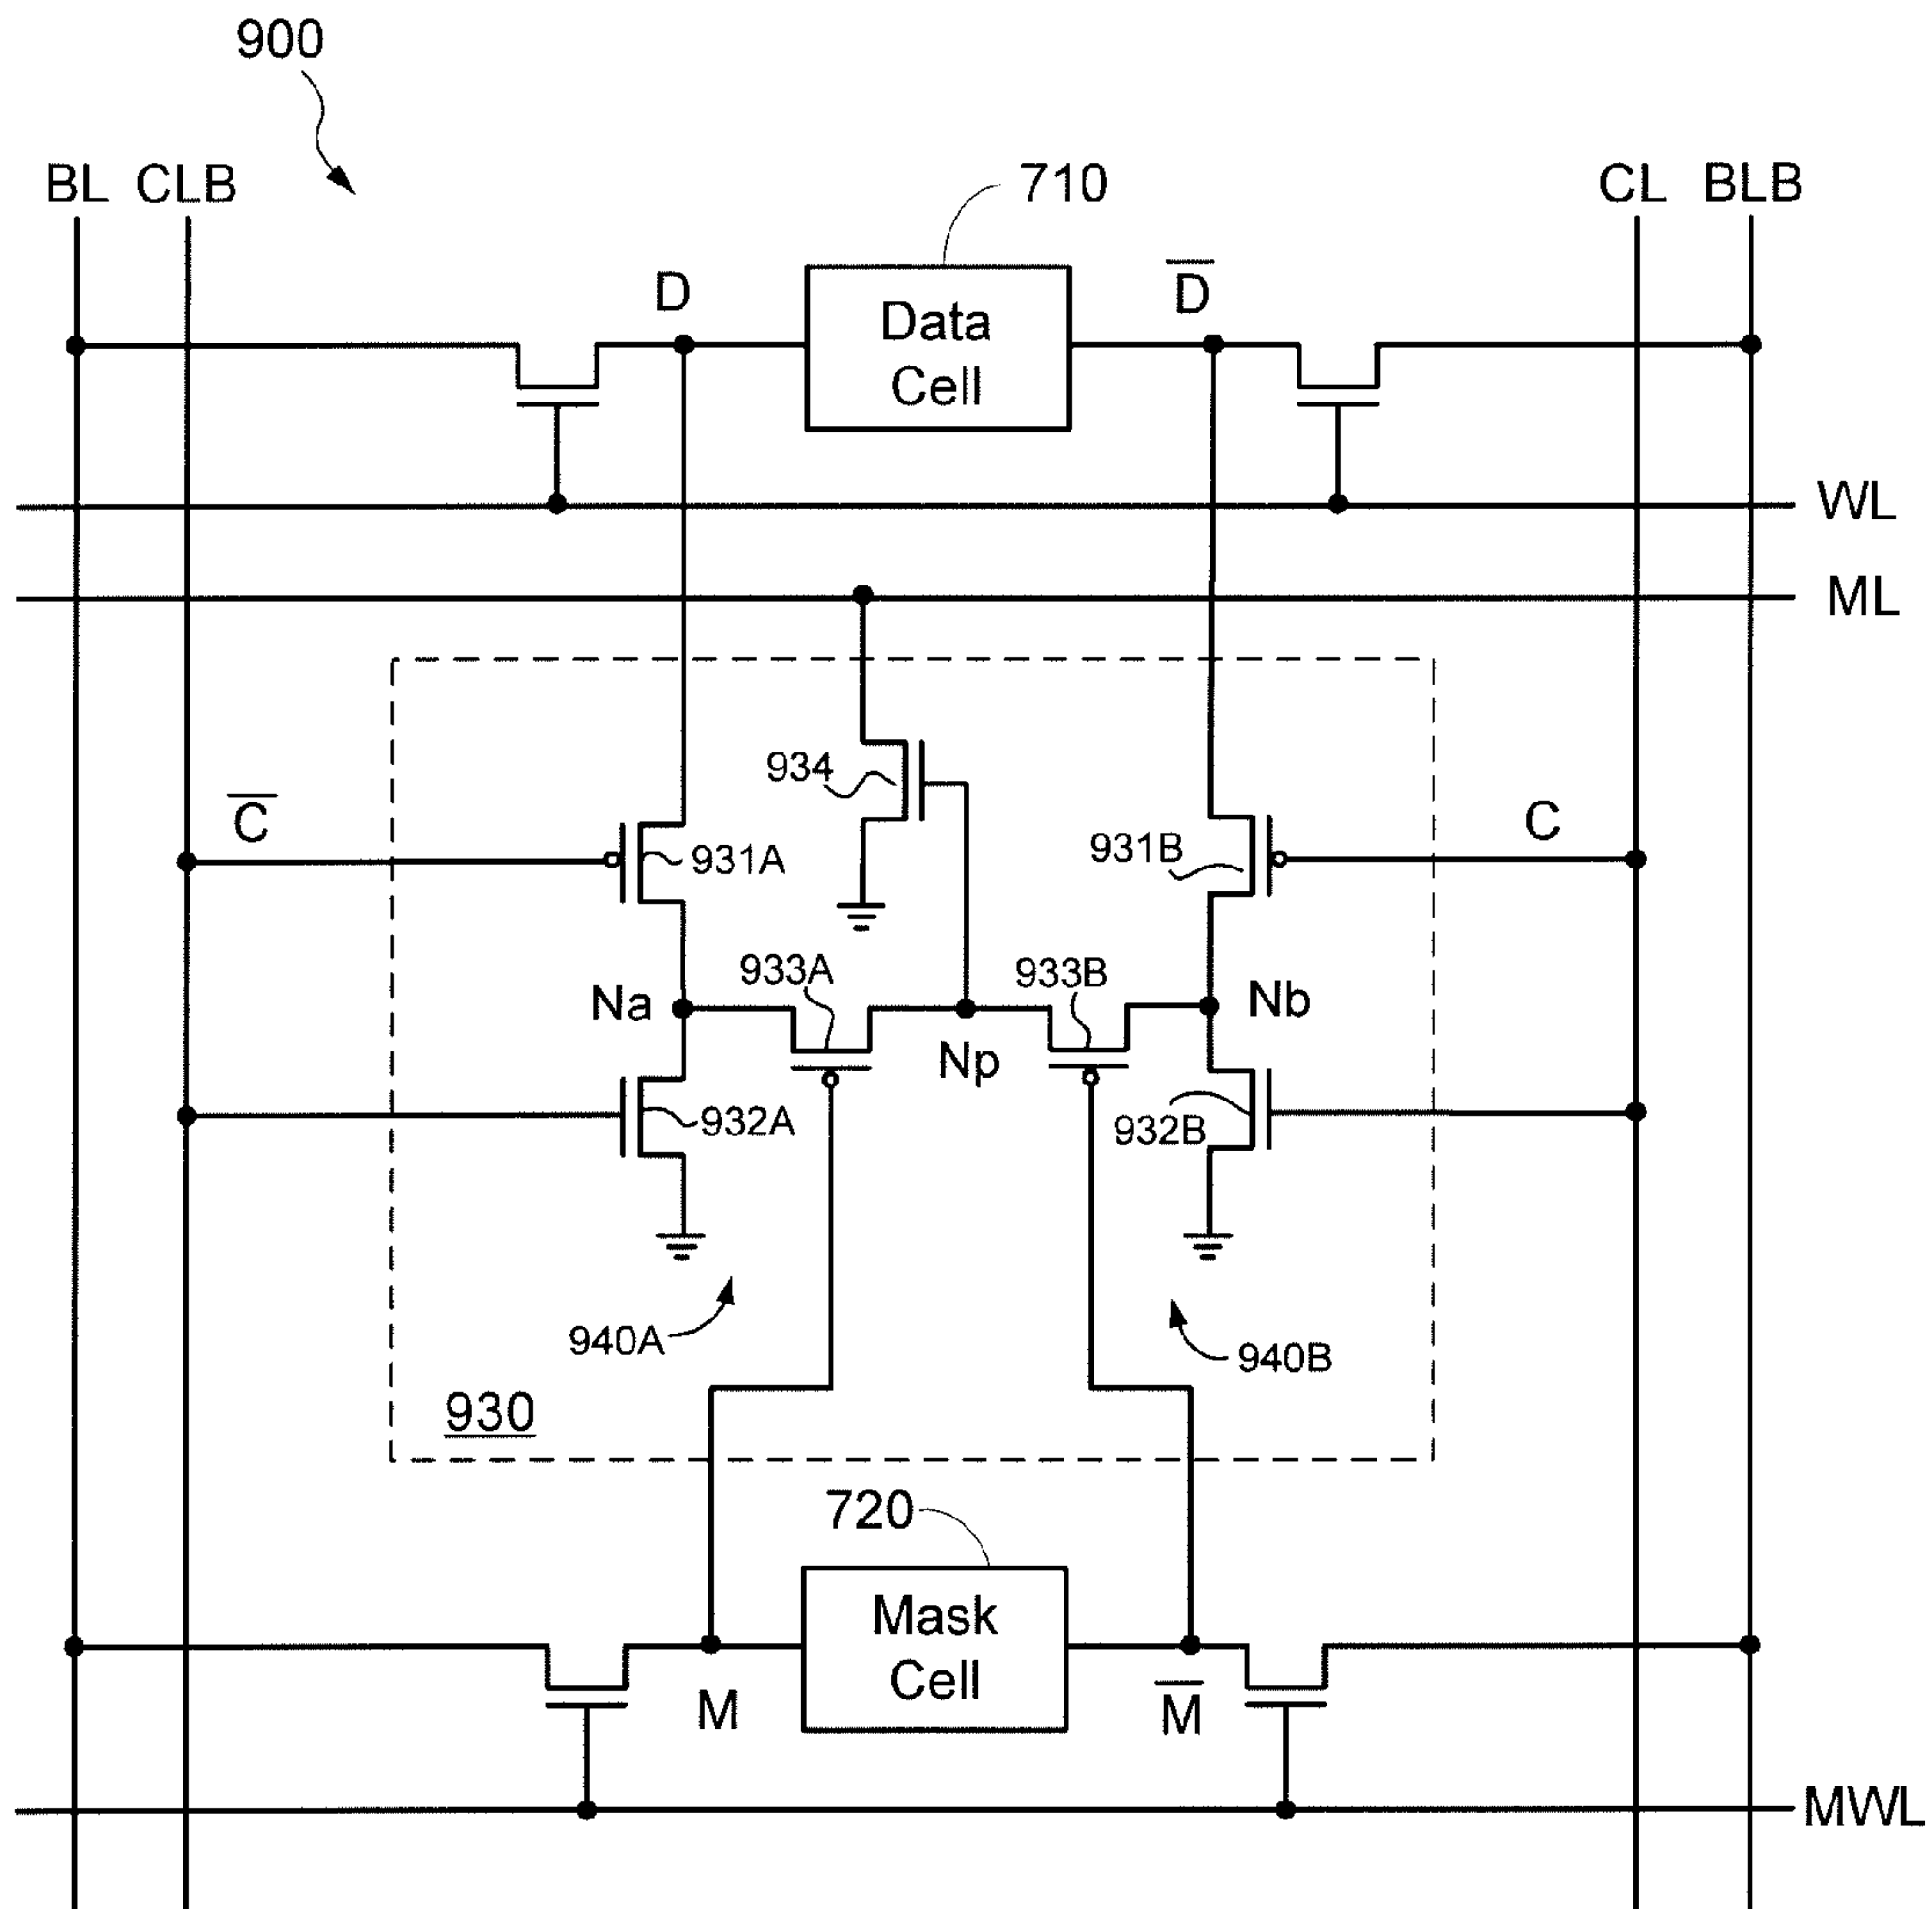 900
BL CLB CL BLB
710
D D̅
Data
Cell
WL
ML
934
C̅ C
931A 931B
933A 933B
Na Np Nb
932A 932B
940A 940B
930
720
Mask
Cell
M M̅
MWL